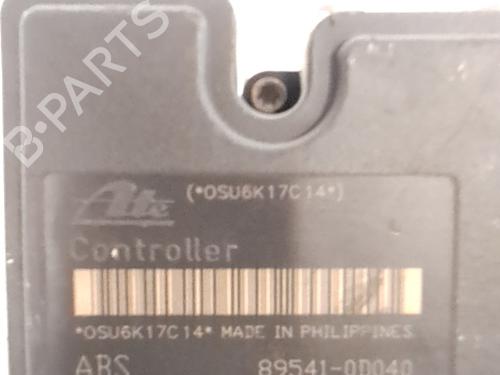 B-PARTS
Ate (*OSU6K17C14*)
Controller
*OSU6K17C14* MADE IN PHILIPPINES
ABS 89541-0D040